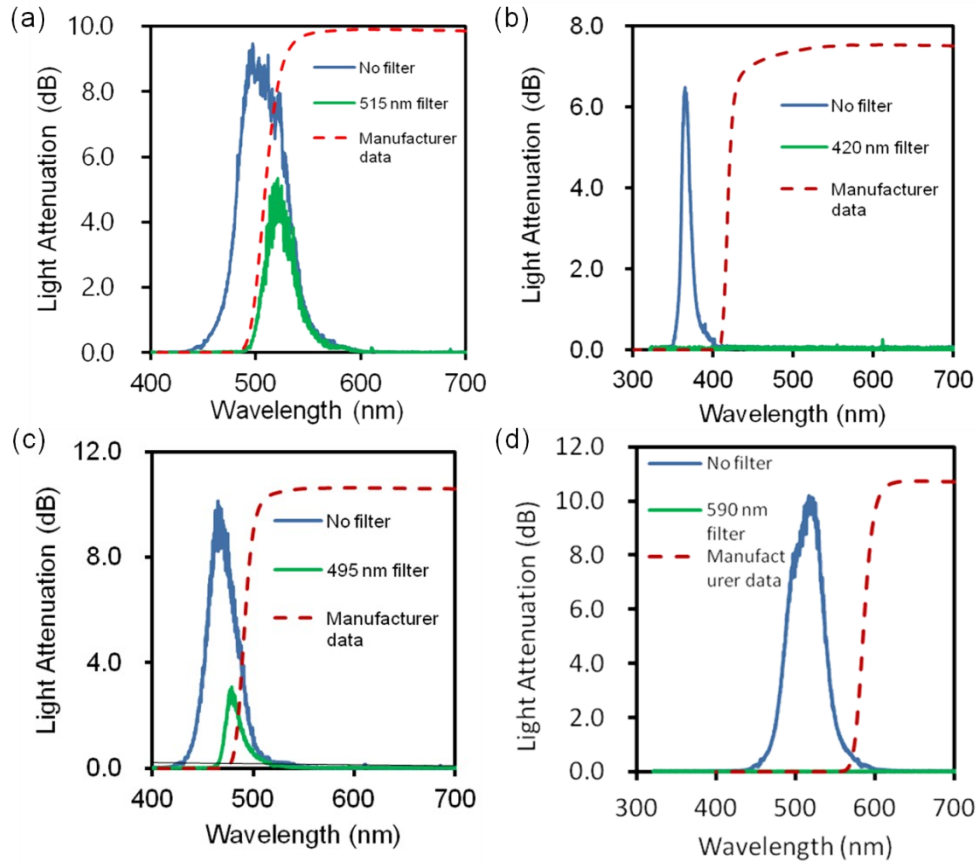 (a)
10.0
8.0
6.0
4.0
2.0
0.0
Light Attenuation (dB)
No filter
515 nm filter
Manufacturer
data
400
500
600
700
Wavelength (nm)
(b)
8.0
6.0
4.0
2.0
0.0
Light Attenuation (dB)
No filter
420 nm filter
Manufacturer
data
300
400
500
600
700
Wavelength (nm)
(c)
12.0
8.0
4.0
0.0
Light Attenuation (dB)
No filter
495 nm filter
Manufacturer
data
400
500
600
700
Wavelength (nm)
(d)
12.0
10.0
8.0
6.0
4.0
2.0
0.0
Light Attenuation (dB)
No filter
590 nm
filter
Manufact
urer data
300
400
500
600
700
Wavelength (nm)